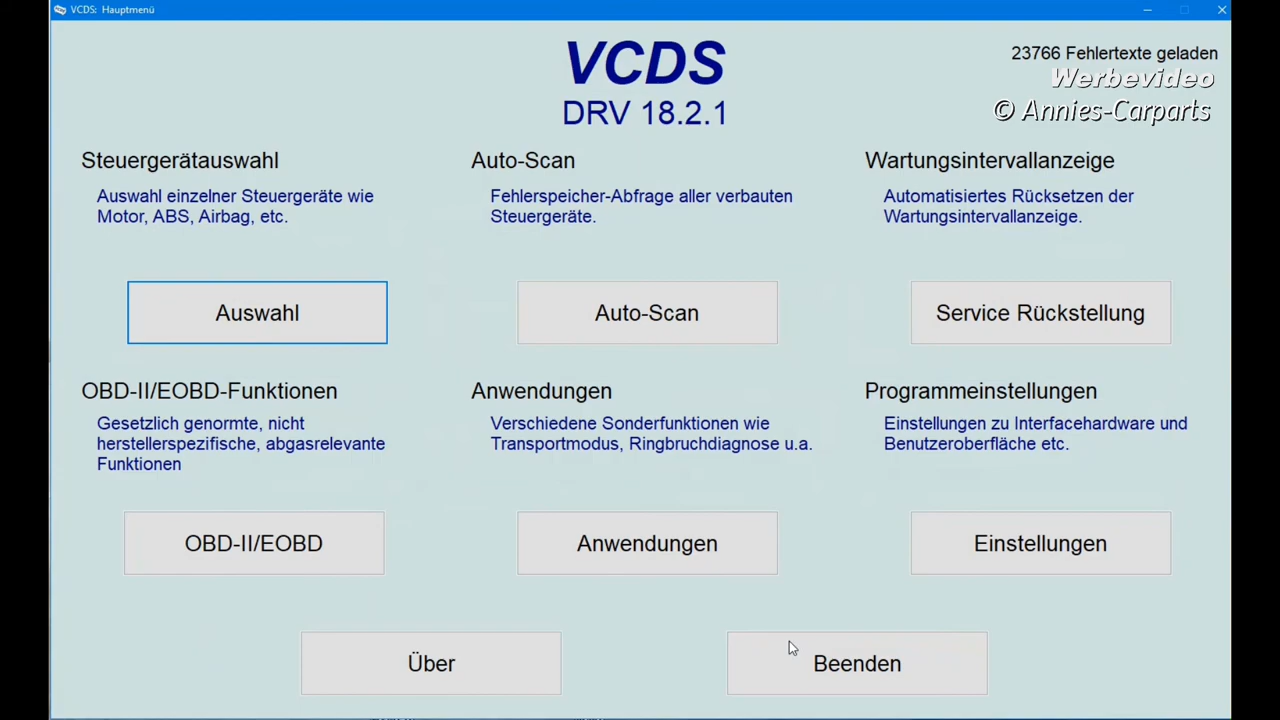 VCDS: Hauptmenü
VCDS
DRV 18.2.1
23766 Fehlertexte geladen
Werbevideo
© Annies-Carparts
Steuergerätauswahl
Auswahl einzelner Steuergeräte wie
Motor, ABS, Airbag, etc.
Auswahl
Auto-Scan
Fehlerspeicher-Abfrage aller verbauten
Steuergeräte.
Auto-Scan
Wartungsintervallanzeige
Automatisiertes Rücksetzen der
Wartungsintervallanzeige.
Service Rückstellung
OBD-II/EOBD-Funktionen
Gesetzlich genormte, nicht
herstellerspezifische, abgasrelevante
Funktionen
OBD-II/EOBD
Anwendungen
Verschiedene Sonderfunktionen wie
Transportmodus, Ringbruchdiagnose u.a.
Anwendungen
Programmeinstellungen
Einstellungen zu Interfacehardware und
Benutzeroberfläche etc.
Einstellungen
Über
Beenden